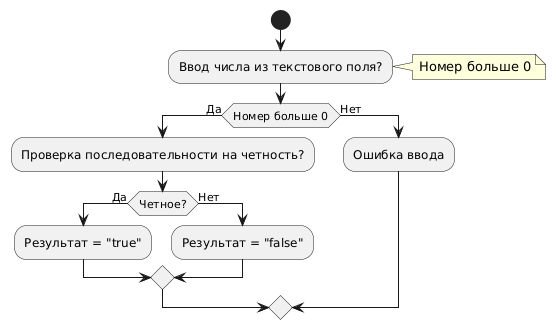 Ввод числа из текстового поля?
Номер больше 0
Номер больше 0
Да
Нет
Проверка последовательности на четность?
Ошибка ввода
Четное?
Да
Нет
Результат = "true"
Результат = "false"